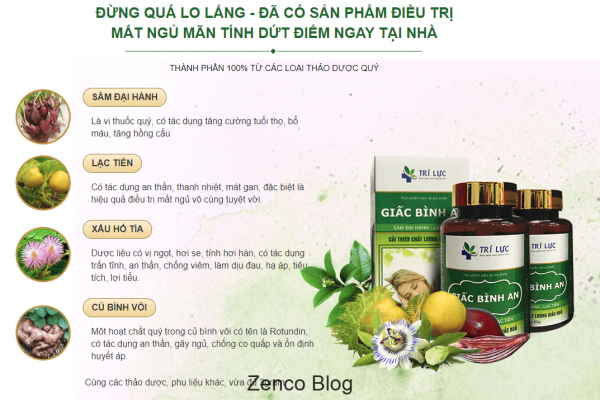 ĐỪNG QUÁ LO LẮNG - ĐÃ CÓ SẢN PHẨM ĐIỀU TRỊ
MẤT NGỦ MÃN TÍNH DỨT ĐIỂM NGAY TẠI NHÀ
THÀNH PHẦN 100% TỪ CÁC LOẠI THẢO DƯỢC QUÝ
SÂM ĐẠI HÀNH
Là vị thuốc quý, có tác dụng tăng cường tuổi thọ, bổ
máu, tăng hồng cầu
LẠC TIÊN
Có tác dụng an thần, thanh nhiệt, mát gan, đặc biệt là
hiệu quả điều trị mất ngủ vô cùng tuyệt vời.
XẤU HỔ TÍA
Dược liệu có vị ngọt, hơi se, tính hơi hàn, có tác dụng
trấn tĩnh, an thần, chống viêm, làm dịu đau, hạ áp, tiêu
tích, lợi tiểu.
CỦ BÌNH VÔI
Một hoạt chất quý trong củ bình vôi có tên là Rotundin,
có tác dụng an thần, gây ngủ, chống co quắp và ổn định
huyết áp.
Cùng các thảo dược, phụ liệu khác, vừa đủ
Zenco Blog
TRÍ LỰC
GIẤC BÌNH A
SÂM ĐẠI HÀNH - LẠ
CẢI THIỆN CHẤT LƯỢNG
TRÍ LỰC
GIẤC BÌNH AN
LẠC TIÊN
T LƯỢNG GIẤC NGỦ